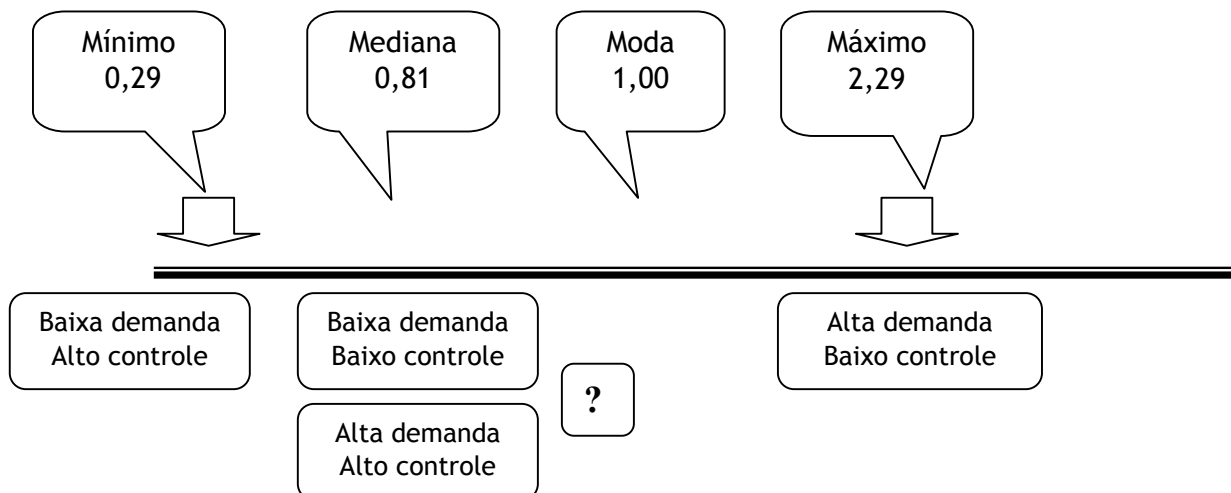 Mínimo
0,29
Mediana
0,81
Moda
1,00
Máximo
2,29
Baixa demanda
Alto controle
Baixa demanda
Baixo controle
Alta demanda
Alto controle
?
Alta demanda
Baixo controle